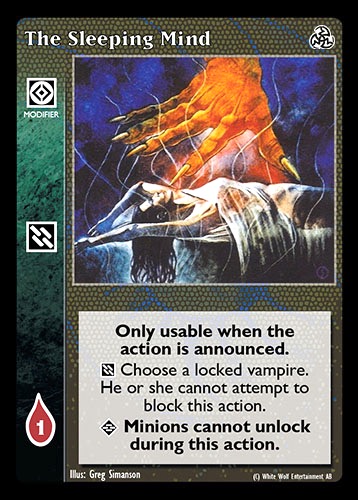 The Sleeping Mind
MODIFIER
Only usable when the
action is announced.
Choose a locked vampire.
He or she cannot attempt to
block this action.
Minions cannot unlock
during this action.
1
Illus: Greg Simanson
(C) White Wolf Entertainment AB